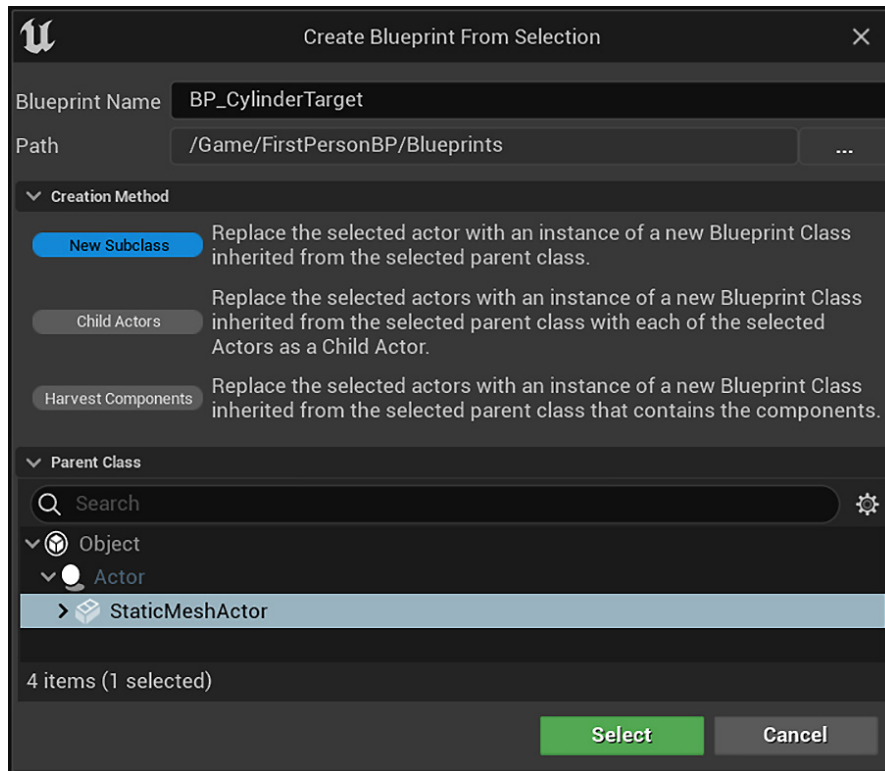 Create Blueprint From Selection
Blueprint Name
BP_CylinderTarget
Path
/Game/FirstPersonBP/Blueprints
...
Creation Method
New Subclass
Replace the selected actor with an instance of a new Blueprint Class
inherited from the selected parent class.
Child Actors
Replace the selected actors with an instance of a new Blueprint Class
inherited from the selected parent class with each of the selected
Actors as a Child Actor.
Harvest Components
Replace the selected actors with an instance of a new Blueprint Class
inherited from the selected parent class that contains the components.
Parent Class
Search
Object
Actor
StaticMeshActor
4 items (1 selected)
Select
Cancel